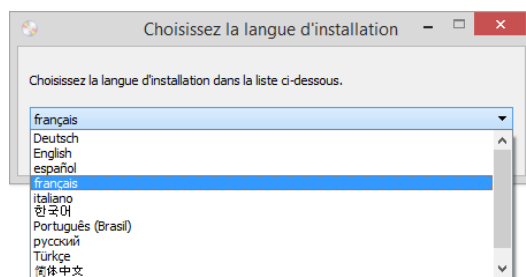 Choisissez la langue d'installation
Choisissez la langue d'installation dans la liste ci-dessous.
français
Deutsch
English
español
français
italiano
한국어
Português (Brasil)
русский
Türkçe
简体中文